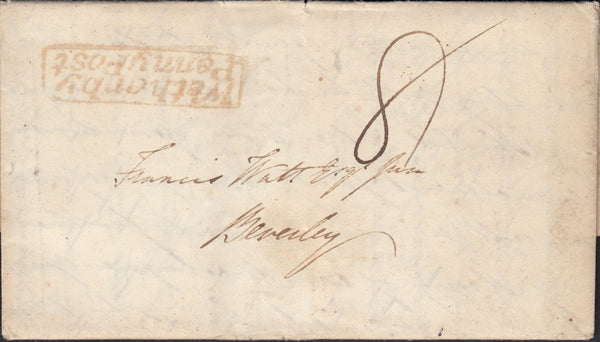 Wetherby
Penny Post
8
Francis Watt Esqr Junr
Beverley